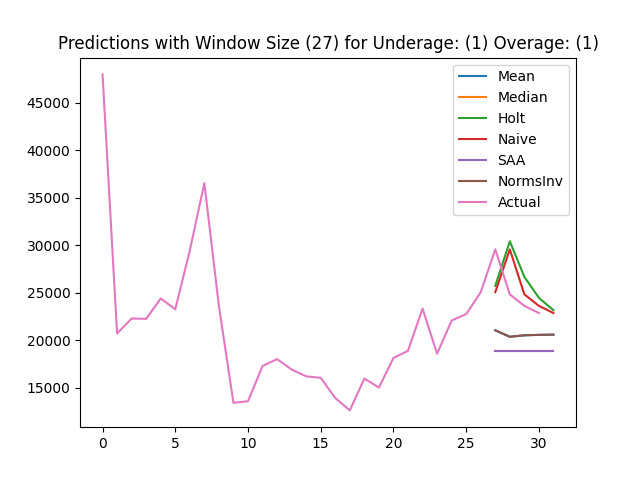 Predictions with Window Size (27) for Underage: (1) Overage: (1)
45000
40000
35000
30000
25000
20000
15000
0
5
10
15
20
25
30
Mean
Median
Holt
Naive
SAA
NormsInv
Actual